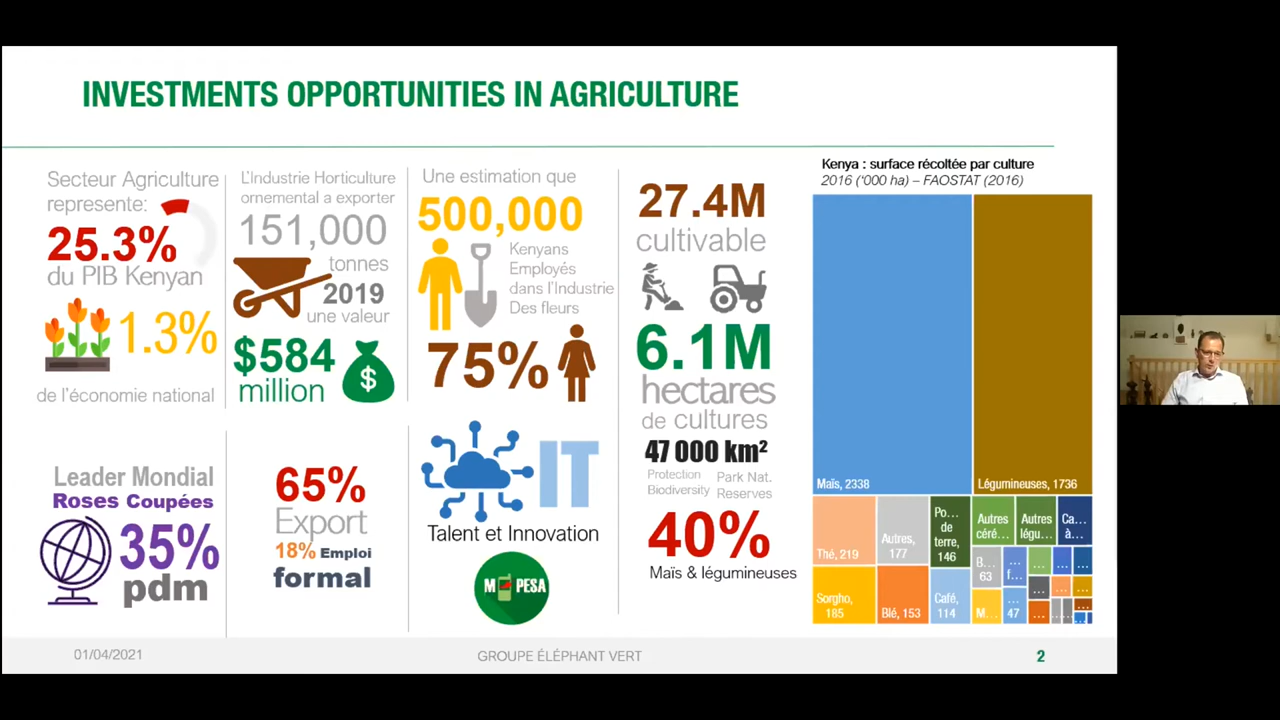 INVESTMENTS OPPORTUNITIES IN AGRICULTURE
Secteur Agriculture
represente:
25.3%
du PIB Kenyan
1.3%
de l'économie national
L'Industrie Horticulture
ornemental a exporter
151,000
tonnes
2019
une valeur
$584
million
$
Une estimation que
500,000
Kenyans
Employés
dans l'Industrie
Des fleurs
75%
27.4M
cultivable
6.1M
hectares
de cultures
47 000 km²
Protection
Biodiversity
Park Nat.
Reserves
40%
Maïs & légumineuses
Leader Mondial
Roses Coupées
35%
pdm
65%
Export
18% Emploi
formal
IT
Talent et Innovation
M PESA
Kenya : surface récoltée par culture
2016 ('000 ha) – FAOSTAT (2016)
Maïs, 2338
Légumineuses, 1736
Thé, 219
Autres,
177
Po...
de
terre,
146
Autres
céré...
Autres
légu...
Ca...
à...
Sorgho,
185
Blé, 153
Café,
114
B...
63
...
f...
M...
...
47
...
...
...
...
...
...
...
...
...
...
...
01/04/2021
GROUPE ÉLÉPHANT VERT
2